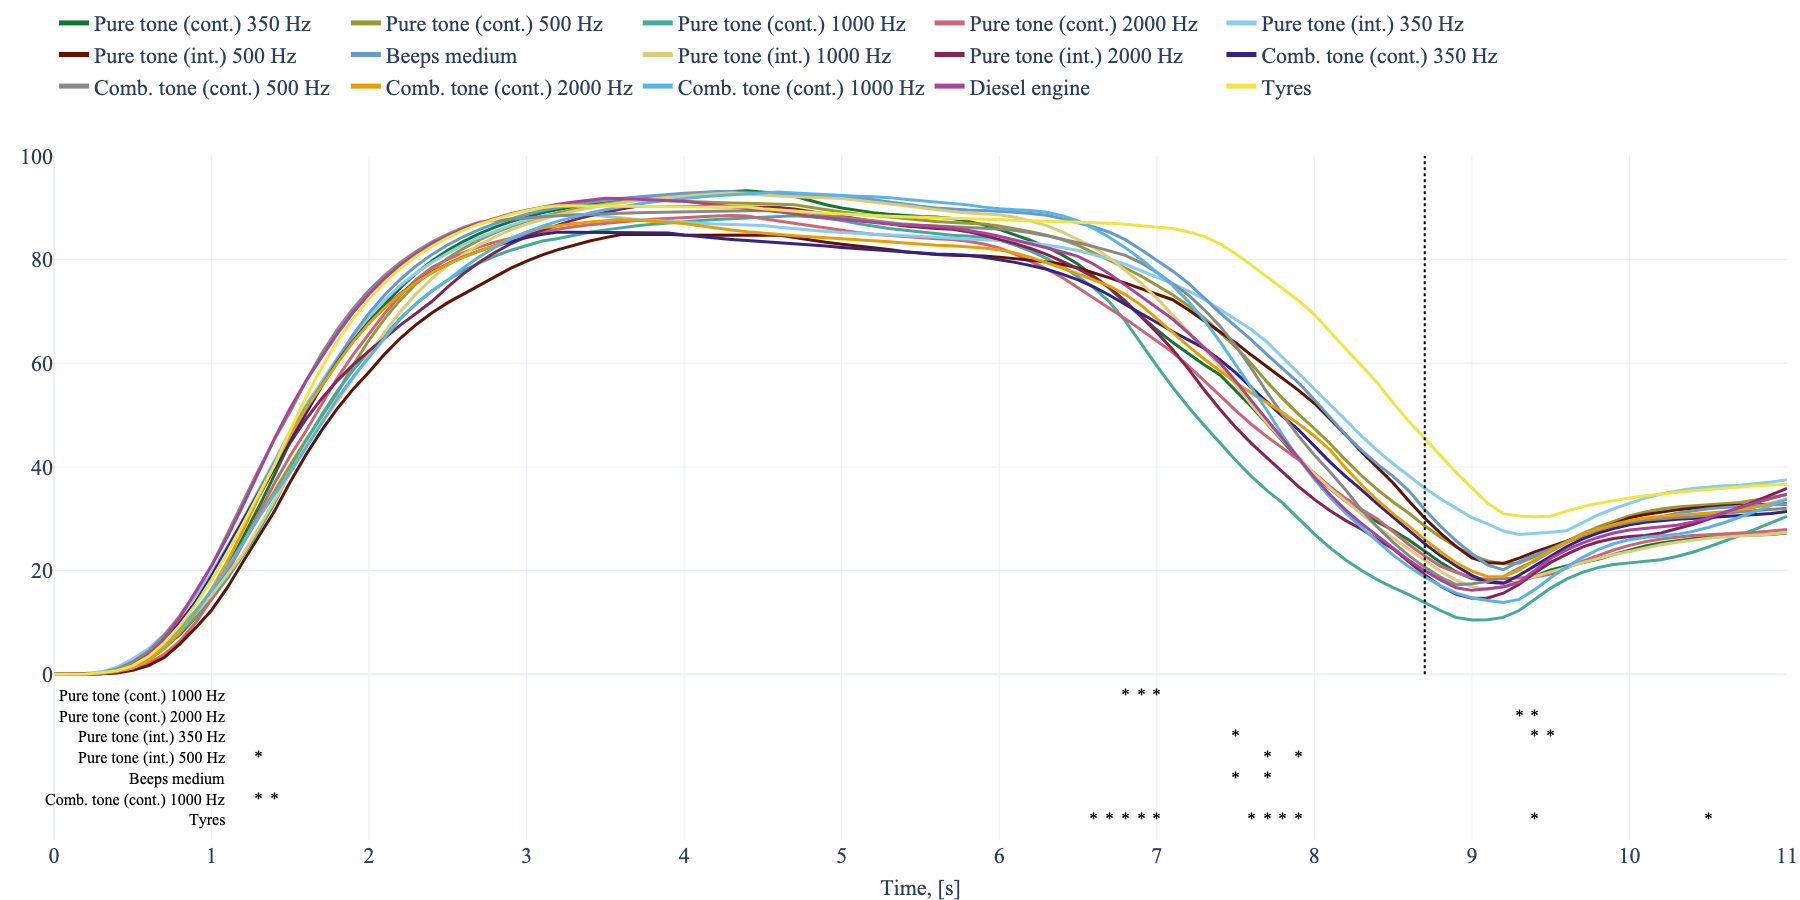 Pure tone (cont.) 350 Hz Pure tone (cont.) 500 Hz Pure tone (cont.) 1000 Hz Pure tone (cont.) 2000 Hz Pure tone (int.) 350 Hz
Pure tone (int.) 500 Hz Beeps medium Pure tone (int.) 1000 Hz Pure tone (int.) 2000 Hz Comb. tone (cont.) 350 Hz
Comb. tone (cont.) 500 Hz Comb. tone (cont.) 2000 Hz Comb. tone (cont.) 1000 Hz Diesel engine Tyres
100
80
60
40
20
0
Pure tone (cont.) 1000 Hz * * *
Pure tone (cont.) 2000 Hz * *
Pure tone (int.) 350 Hz * * *
Pure tone (int.) 500 Hz * * *
Beeps medium * *
Comb. tone (cont.) 1000 Hz * *
Tyres * * * * * * * * * * *
0 1 2 3 4 5 6 7 8 9 10 11
Time, [s]